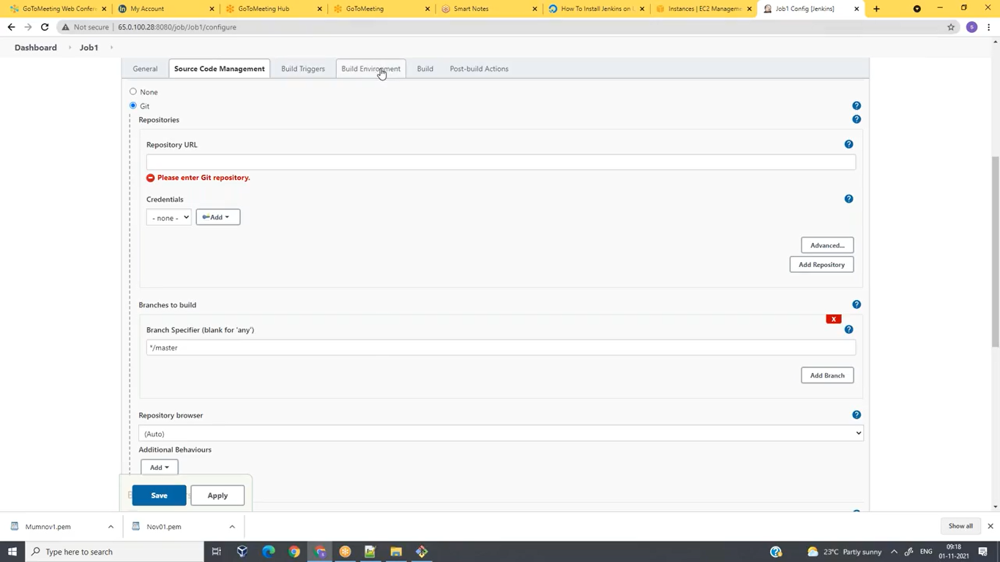 GoToMeeting Web Confer
My Account
GoToMeeting Hub
GoToMeeting
Smart Notes
How To Install Jenkins on U
Instances | EC2 Managem
Job1 Config [Jenkins]
Not secure | 65.0.100.28:8080/job/Job1/configure
S
Dashboard
Job1
General
Source Code Management
Build Triggers
Build Environment
Build
Post-build Actions
None
Git
Repositories
Repository URL
Please enter Git repository.
Credentials
- none -
Add
Advanced...
Add Repository
Branches to build
X
Branch Specifier (blank for 'any')
*/master
Add Branch
Repository browser
(Auto)
Additional Behaviours
Add
Save
Apply
Mumnov1.pem
Nov01.pem
Show all
Type here to search
23°C Partly sunny
ENG
09:18
01-11-2021